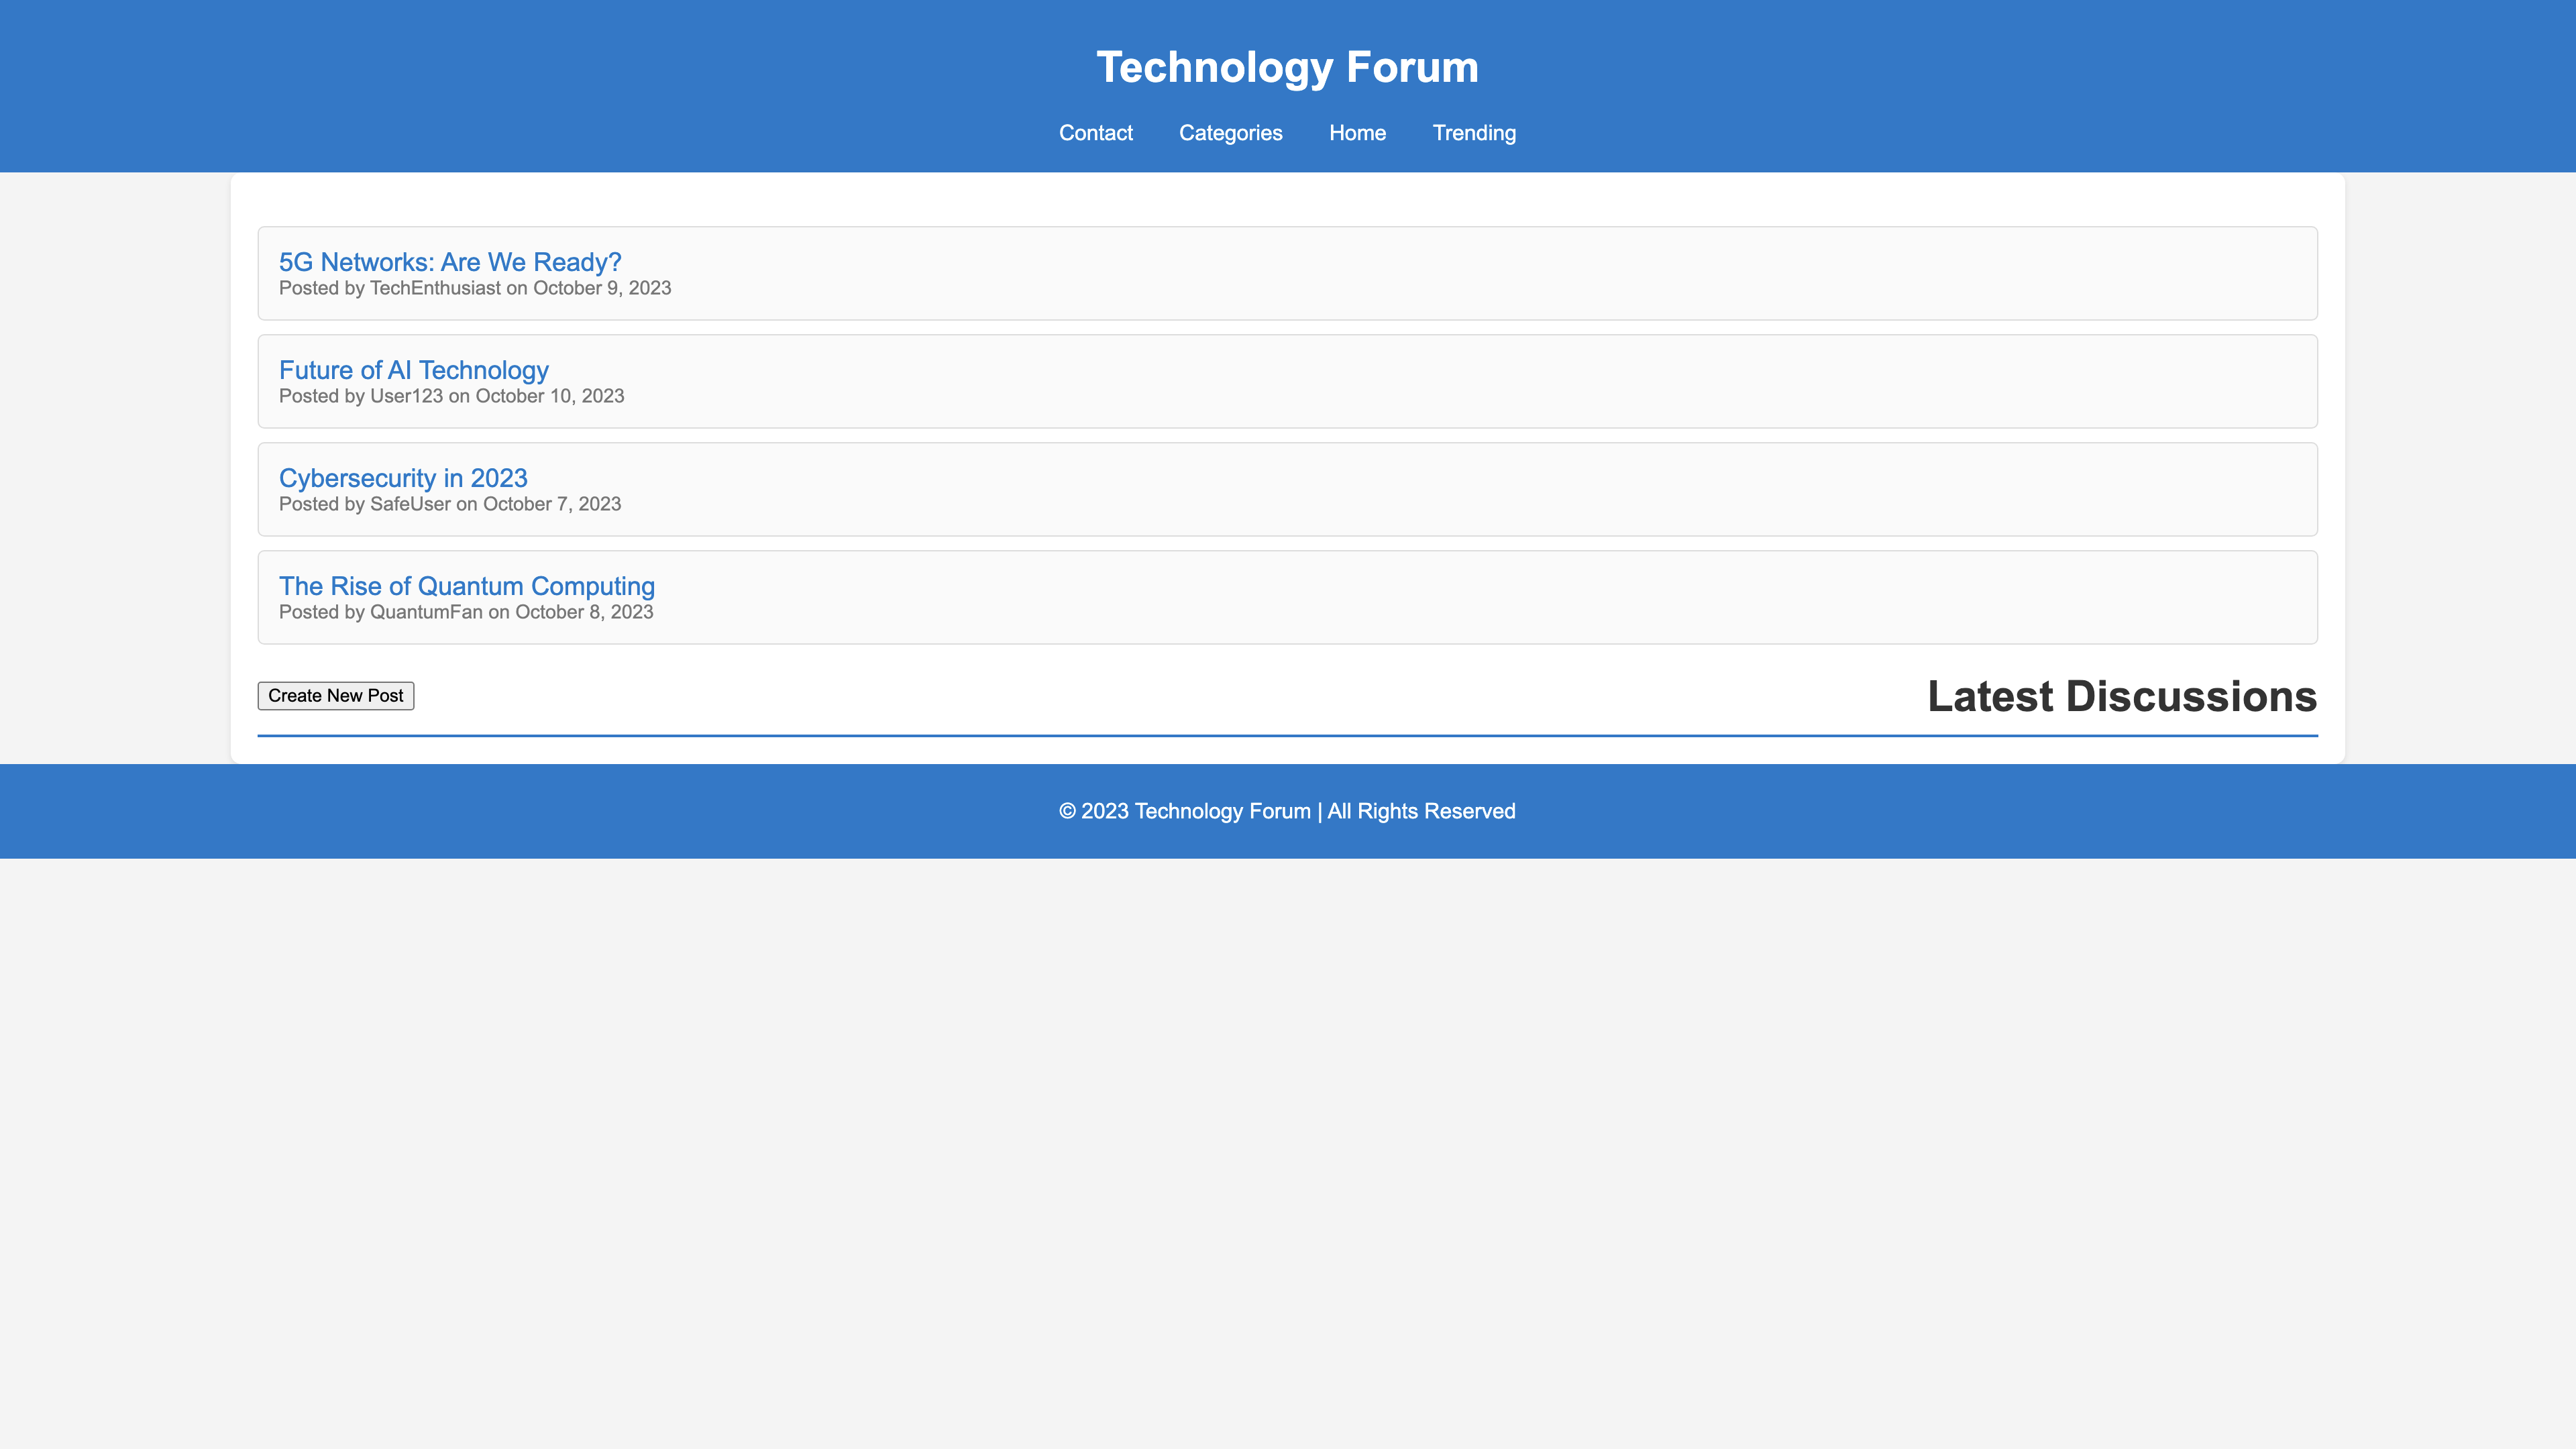 Technology Forum
Contact Categories Home Trending
5G Networks: Are We Ready?
Posted by TechEnthusiast on October 9, 2023
Future of AI Technology
Posted by User123 on October 10, 2023
Cybersecurity in 2023
Posted by SafeUser on October 7, 2023
The Rise of Quantum Computing
Posted by QuantumFan on October 8, 2023
Create New Post Latest Discussions
© 2023 Technology Forum | All Rights Reserved